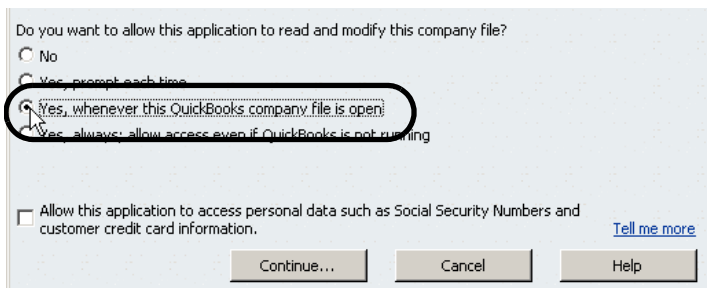 Do you want to allow this application to read and modify this company file?
No
Yes, prompt each time
Yes, whenever this QuickBooks company file is open
Yes, always; allow access even if QuickBooks is not running
Allow this application to access personal data such as Social Security Numbers and
customer credit card information.
Tell me more
Continue...
Cancel
Help